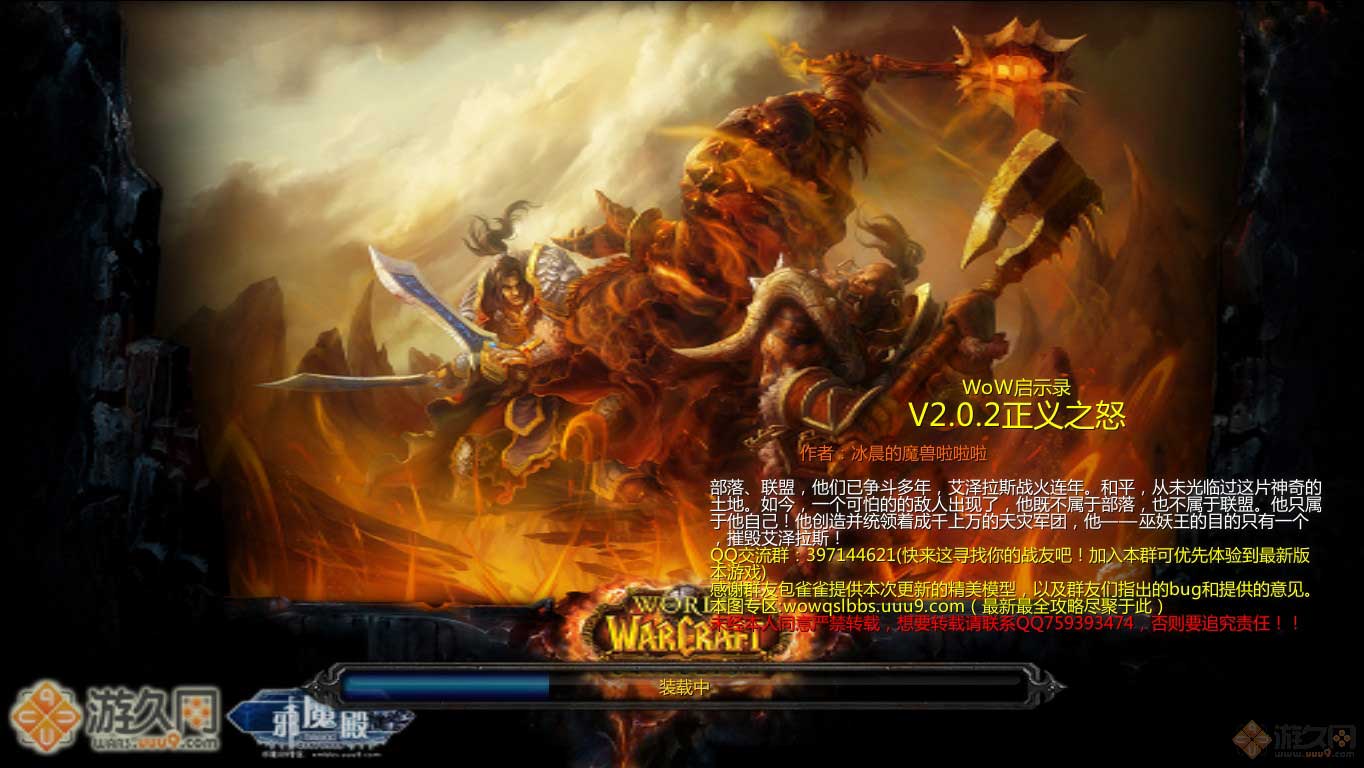 WoW启示录
V2.0.2正义之怒
作者：冰晨的魔兽啦啦啦
部落、联盟，他们已争斗多年，艾泽拉斯战火连年。和平，从未光临过这片神奇的
土地。如今，一个可怕的的敌人出现了，他既不属于部落，也不属于联盟。他只属
于他自己！他创造并统领着成千上万的天灾军团，他——巫妖王的目的只有一个
，摧毁艾泽拉斯！
QQ交流群：397144621(快来这寻找你的战友吧！加入本群可优先体验到最新版
本游戏)
感谢群友包雀雀提供本次更新的精美模型，以及群友们指出的bug和提供的意见。
本图专区:wowqslbbs.uuu9.com（最新最全攻略尽聚于此）
未经本人同意严禁转载，想要转载请联系QQ759393474，否则要追究责任！！
WORLD
WARCRAFT
装载中
游久网
WAR3.uuu9.com
邪魔殿
游久网
www.uuu9.com